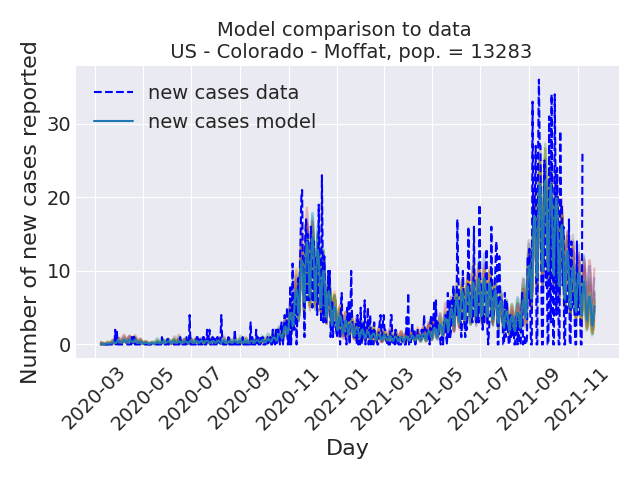 Model comparison to data
US - Colorado - Moffat, pop. = 13283
Number of new cases reported
new cases data
new cases model
30
20
10
0
2020-03
2020-05
2020-07
2020-09
2020-11
2021-01
2021-03
2021-05
2021-07
2021-09
2021-11
Day